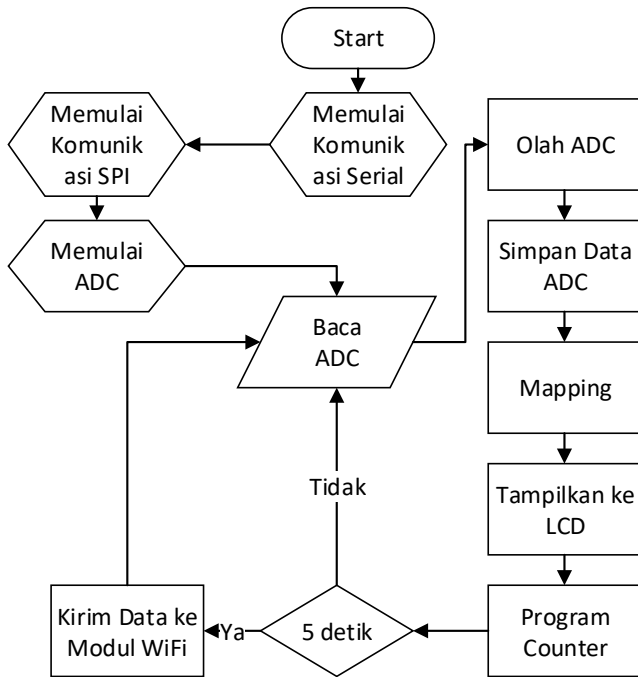 Start
Memulai
Komunik
asi Serial
Memulai
Komunik
asi SPI
Memulai
ADC
Baca
ADC
Olah ADC
Simpan Data
ADC
Mapping
Tampilkan ke
LCD
Program
Counter
5 detik
Tidak
Ya
Kirim Data ke
Modul WiFi